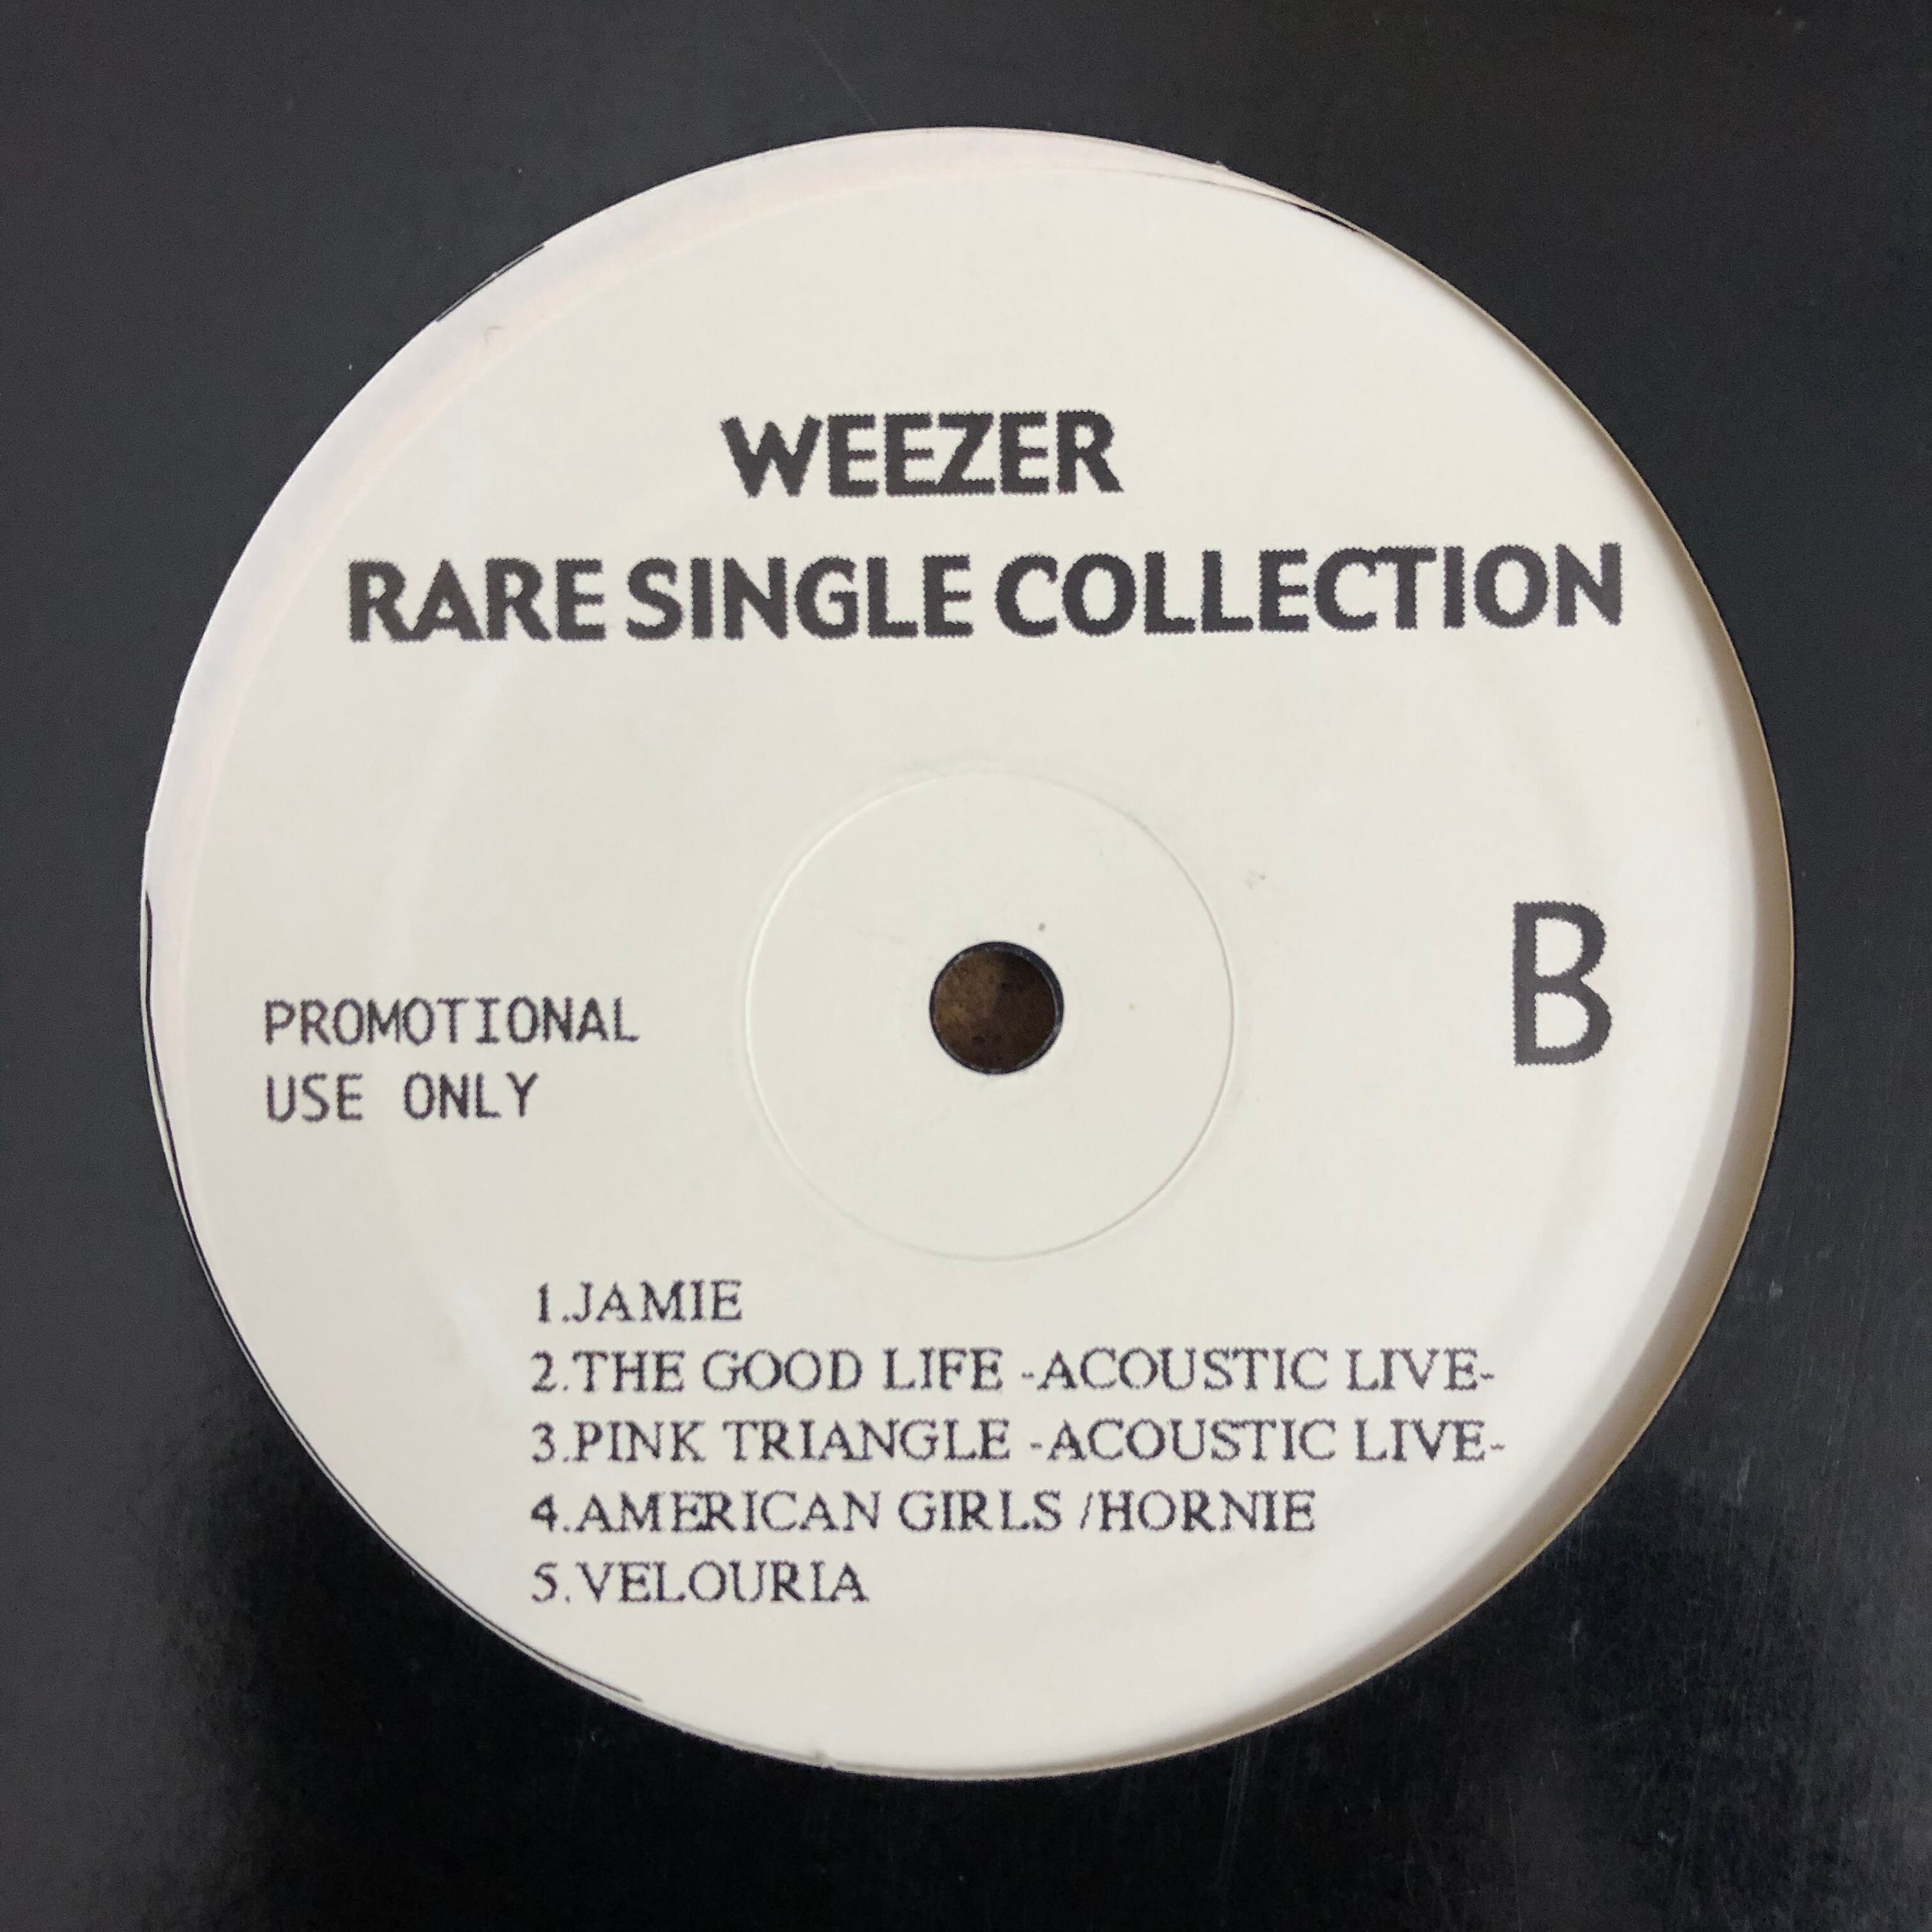 WEEZER
RARE SINGLE COLLECTION
B
PROMOTIONAL
USE ONLY
1.JAMIE
2.THE GOOD LIFE -ACOUSTIC LIVE-
3.PINK TRIANGLE -ACOUSTIC LIVE-
4.AMERICAN GIRLS /HORNIE
5.VELOURIA